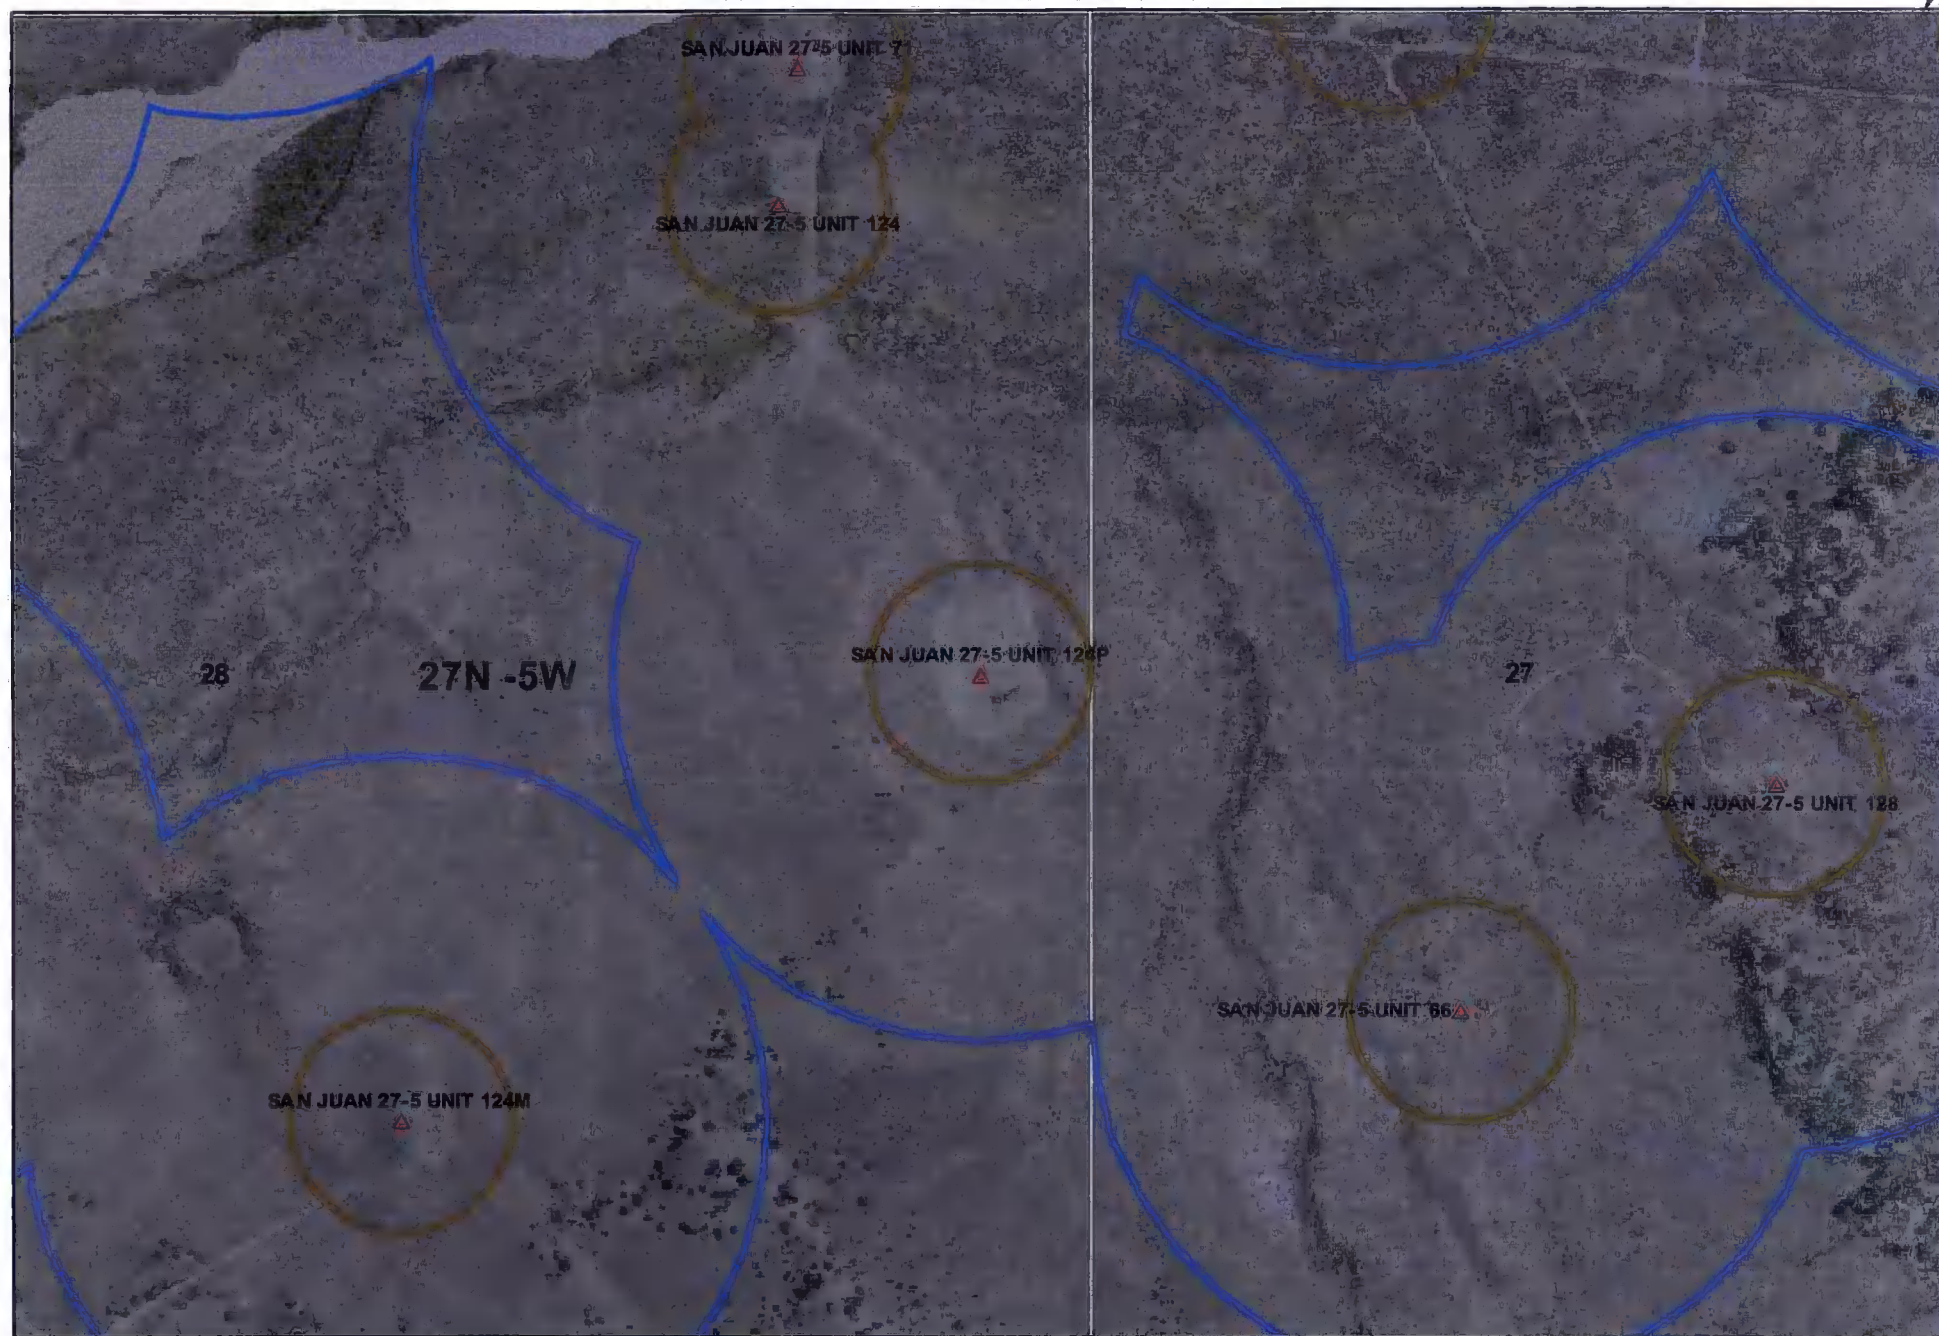 SAN JUAN 27-5 UNIT 71
SAN JUAN 27-5 UNIT 124
SAN JUAN 27-5 UNIT
28
27N -5W
27
SAN JUAN 27-5 UNIT
SAN JUAN 27-5 UNIT 66
SAN JUAN 27-5 UNIT 124M